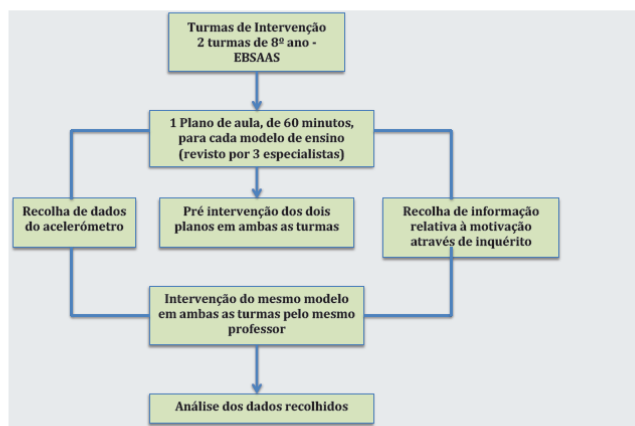 Turmas de Intervenção
2 turmas de 8º ano -
EBSAAS
1 Plano de aula, de 60 minutos,
para cada modelo de ensino
(revisto por 3 especialistas)
Recolha de dados
do acelerómetro
Pré intervenção dos dois
planos em ambas as turmas
Recolha de informação
relativa à motivação
através de inquérito
Intervenção do mesmo modelo
em ambas as turmas pelo mesmo
professor
Análise dos dados recolhidos